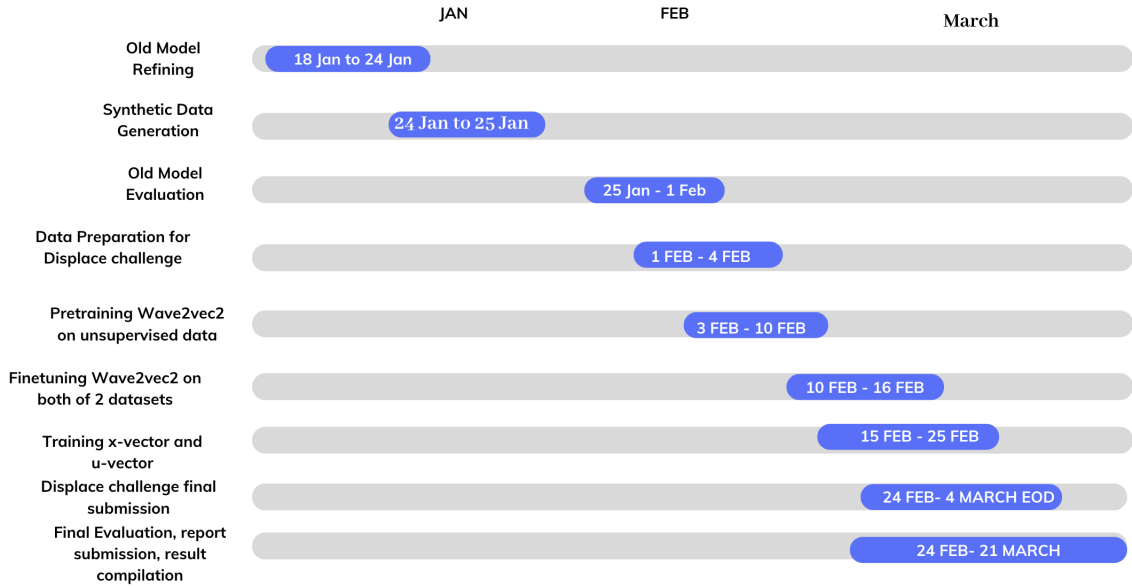 JAN
FEB
March
Old Model
Refining
18 Jan to 24 Jan
Synthetic Data
Generation
24 Jan to 25 Jan
Old Model
Evaluation
25 Jan - 1 Feb
Data Preparation for
Displace challenge
1 FEB - 4 FEB
Pretraining Wave2vec2
on unsupervised data
3 FEB - 10 FEB
Finetuning Wave2vec2 on
both of 2 datasets
10 FEB - 16 FEB
Training x-vector and
u-vector
15 FEB - 25 FEB
Displace challenge final
submission
24 FEB- 4 MARCH EOD
Final Evaluation, report
submission, result
compilation
24 FEB- 21 MARCH